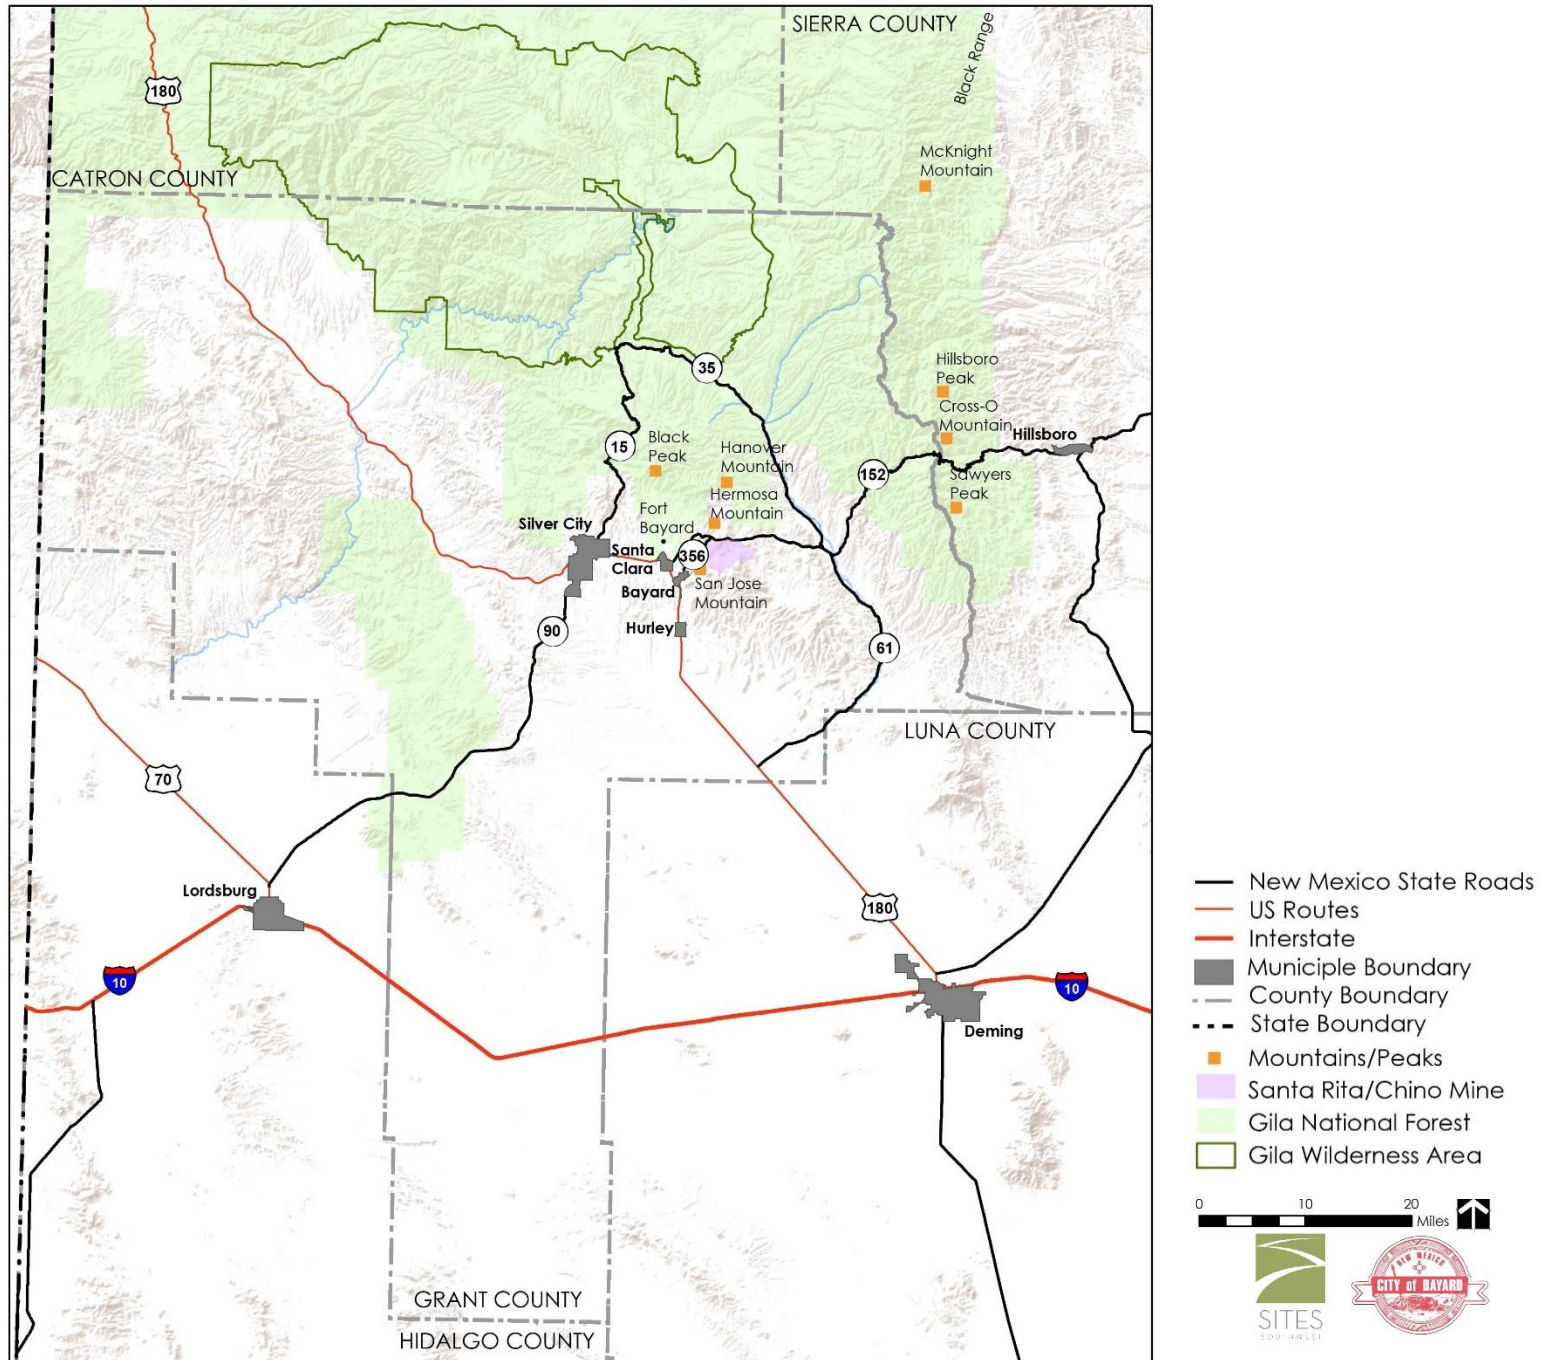 SIERRA COUNTY
Black Range
180
McKnight
Mountain
CATRON COUNTY
35
Hillsboro
Peak
Cross-O
Mountain
Hillsboro
15
Black
Peak
Hanover
Mountain
152
Sawyers
Peak
Hermosa
Mountain
Fort
Bayard
Silver City
Santa
Clara
356
San Jose
Mountain
Bayard
Hurley
90
61
LUNA COUNTY
70
Lordsburg
180
10
10
Deming
GRANT COUNTY
HIDALGO COUNTY
New Mexico State Roads
US Routes
Interstate
Municiple Boundary
County Boundary
State Boundary
Mountains/Peaks
Santa Rita/Chino Mine
Gila National Forest
Gila Wilderness Area
0 10 20
Miles
SITES
SOUTHWEST
NEW MEXICO
CITY of BAYARD